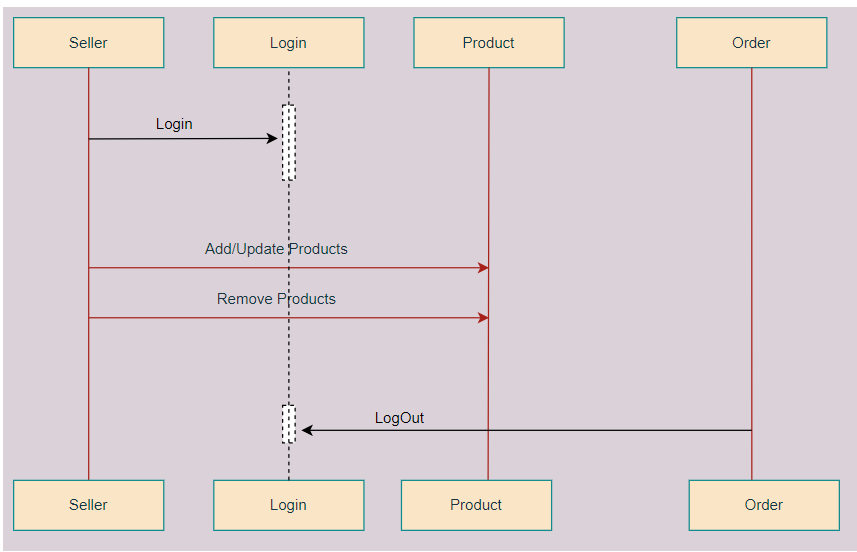 Seller
Login
Product
Order
Login
Add/Update Products
Remove Products
LogOut
Seller
Login
Product
Order